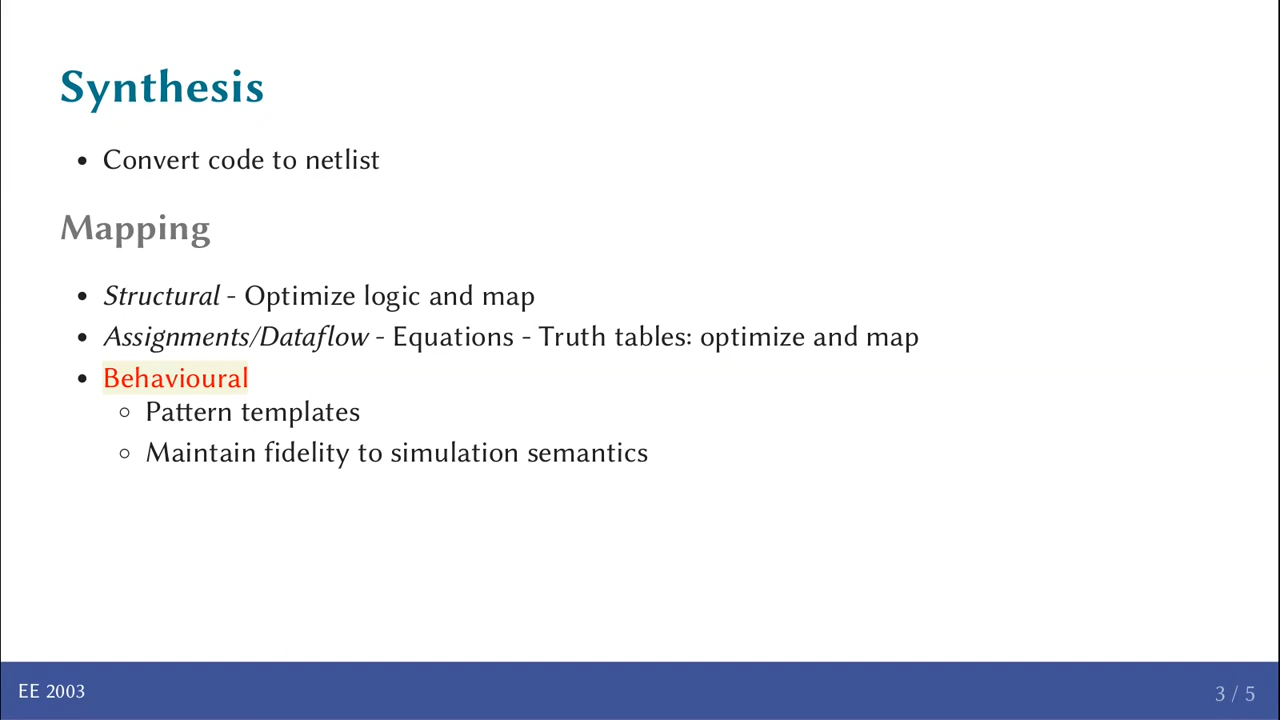 Synthesis
• Convert code to netlist
Mapping
• Structural - Optimize logic and map
• Assignments/Dataflow - Equations - Truth tables: optimize and map
• Behavioural
◦ Pattern templates
◦ Maintain fidelity to simulation semantics
EE 2003
3 / 5